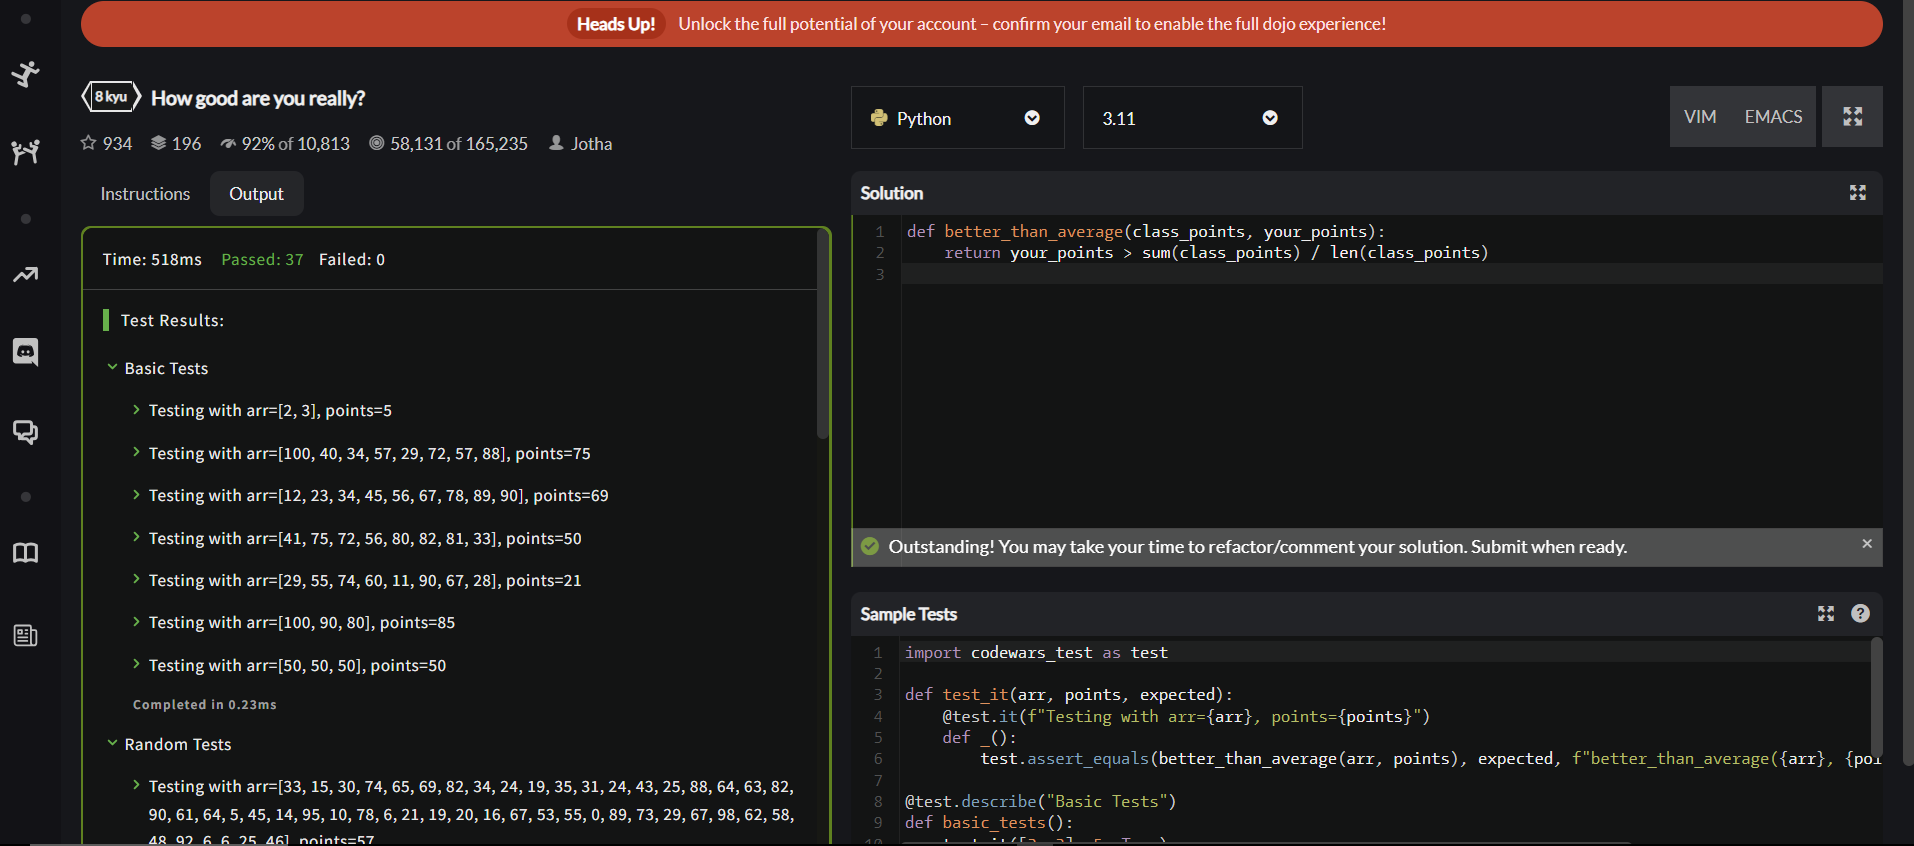 Heads Up! Unlock the full potential of your account – confirm your email to enable the full dojo experience!
8 kyu How good are you really?
934 196 92% of 10,813 58,131 of 165,235 Jotha
Python 3.11 VIM EMACS
Instructions Output
Time: 518ms Passed: 37 Failed: 0
Test Results:
Basic Tests
Testing with arr=[2, 3], points=5
Testing with arr=[100, 40, 34, 57, 29, 72, 57, 88], points=75
Testing with arr=[12, 23, 34, 45, 56, 67, 78, 89, 90], points=69
Testing with arr=[41, 75, 72, 56, 80, 82, 81, 33], points=50
Testing with arr=[29, 55, 74, 60, 11, 90, 67, 28], points=21
Testing with arr=[100, 90, 80], points=85
Testing with arr=[50, 50, 50], points=50
Completed in 0.23ms
Random Tests
Testing with arr=[33, 15, 30, 74, 65, 69, 82, 34, 24, 19, 35, 31, 24, 43, 25, 88, 64, 63, 82,
90, 61, 64, 5, 45, 14, 95, 10, 78, 6, 21, 19, 20, 16, 67, 53, 55, 0, 89, 73, 29, 67, 98, 62, 58,
48, 92, 6, 6, 25, 46], points=57
Solution
1 def better_than_average(class_points, your_points):
2 return your_points > sum(class_points) / len(class_points)
3
Outstanding! You may take your time to refactor/comment your solution. Submit when ready.
Sample Tests
1 import codewars_test as test
2
3 def test_it(arr, points, expected):
4 @test.it(f"Testing with arr={arr}, points={points}")
5 def _():
6 test.assert_equals(better_than_average(arr, points), expected, f"better_than_average({arr}, {poi
7
8 @test.describe("Basic Tests")
9 def basic_tests():
10